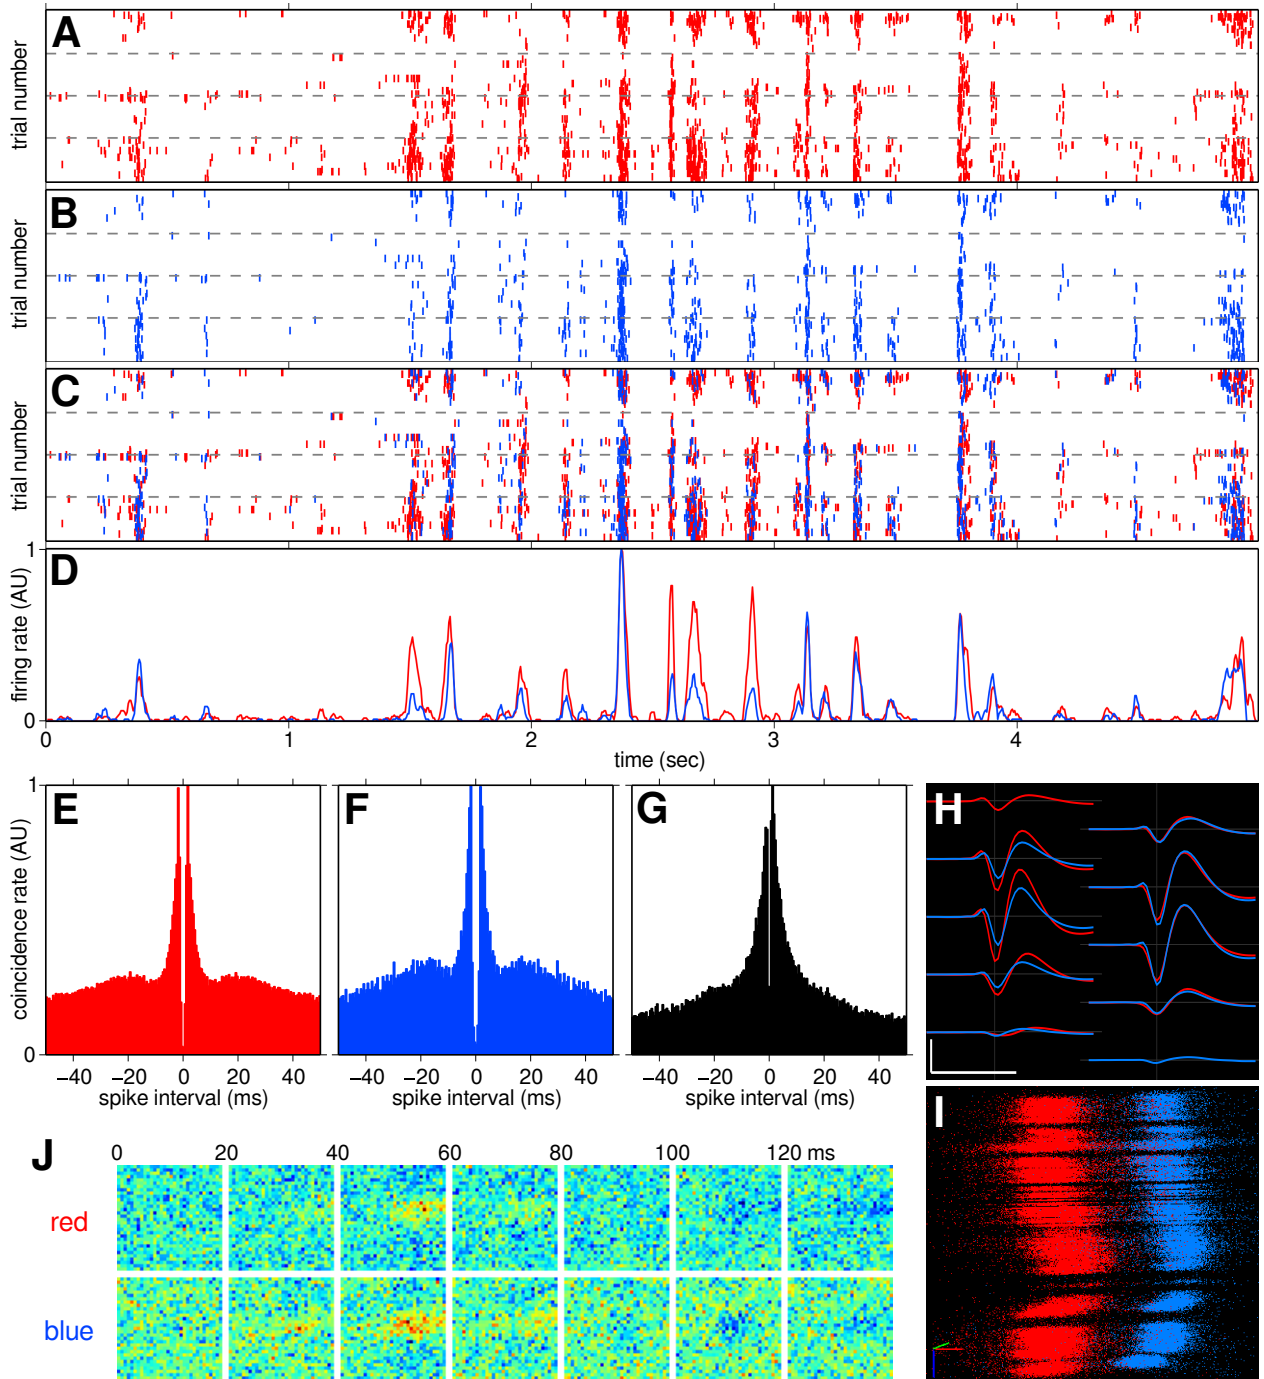 A
trial number
B
trial number
C
trial number
D
firing rate (AU)
1
0
0 1 2 3 4
time (sec)
E F G H
coincidence rate (AU)
1
0
−40 −20 0 20 40 −40 −20 0 20 40 −40 −20 0 20 40
spike interval (ms) spike interval (ms) spike interval (ms)
I
J
0 20 40 60 80 100 120 ms
red
blue